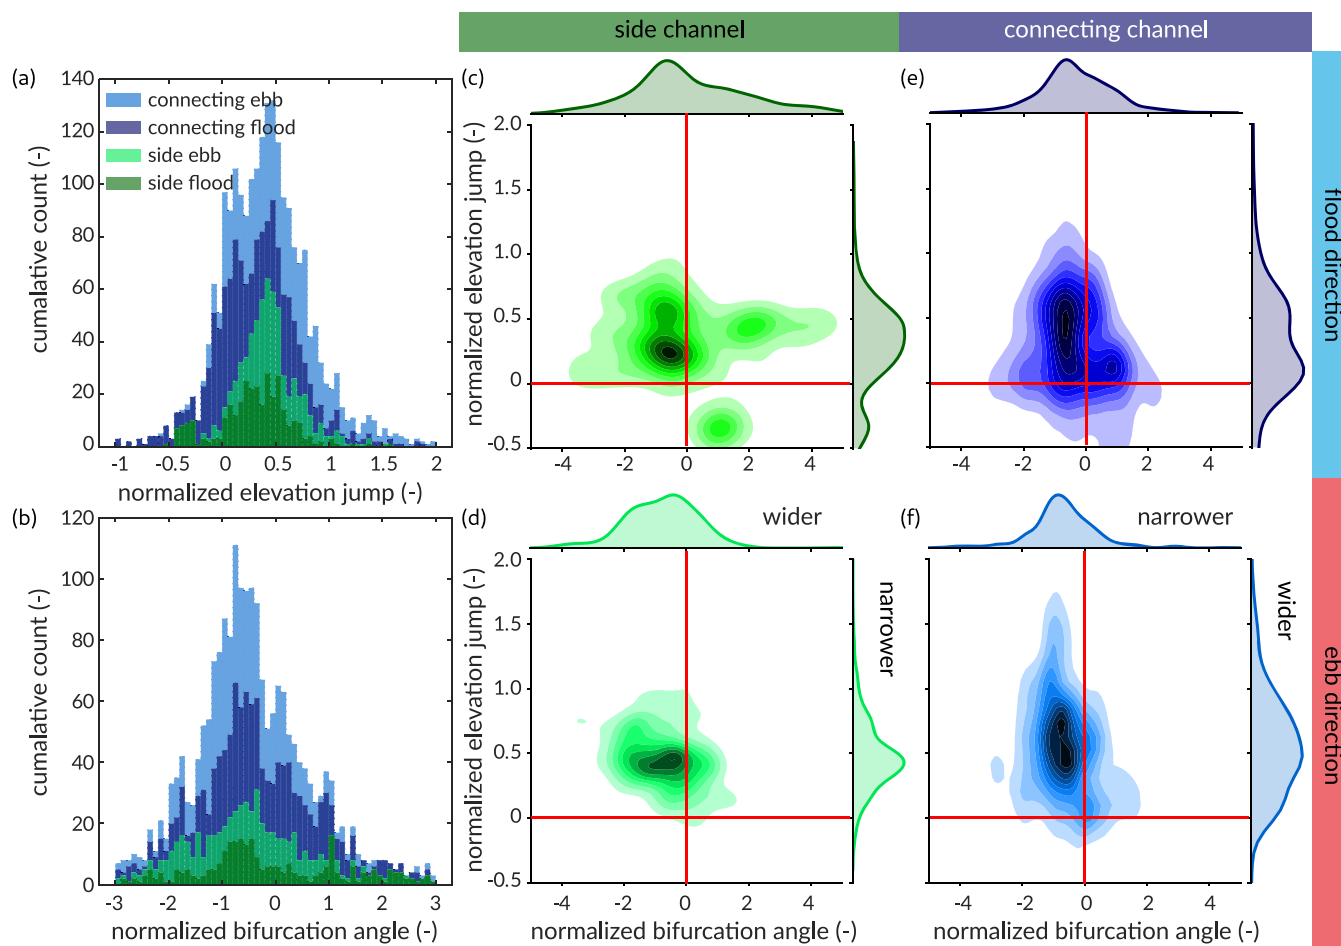 side channel
connecting channel
(a)
140
120
100
80
60
40
20
0
cumalative count (-)
connecting ebb
connecting flood
side ebb
side flood
-1
-0.5
0
0.5
1
1.5
2
normalized elevation jump (-)
(c)
2.0
1.5
1.0
0.5
0
-0.5
normalized elevation jump (-)
-4
-2
0
2
4
(e)
-4
-2
0
2
4
flood direction
(b)
120
100
80
60
40
20
0
cumalative count (-)
-3
-2
-1
0
1
2
3
normalized bifurcation angle (-)
(d)
wider
narrower
2.0
1.5
1.0
0.5
0
-0.5
normalized elevation jump (-)
-4
-2
0
2
4
normalized bifurcation angle (-)
(f)
narrower
wider
-4
-2
0
2
4
normalized bifurcation angle (-)
ebb direction